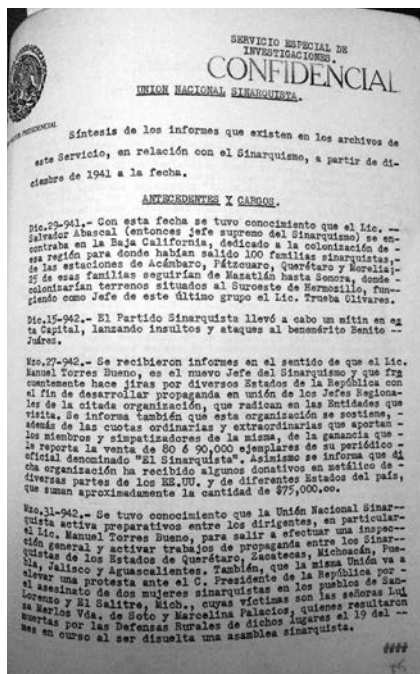 SERVICIO ESPECIAL DE
INVESTIGACIONES.
CONFIDENCIAL
UNION NACIONAL SINARQUISTA.
PRESIDENCIAL
Síntesis de los informes que existen en los archivos de
este Servicio, en relación con el Sinarquismo, a partir de di-
ciembre de 1941 a la fecha.
ANTECEDENTES Y CARGOS.
Dic.29-941.- Con esta fecha se tuvo conocimiento que el Lic. --
Salvador Abascal (entonces jefe supremo del Sinarquismo) se en-
contraba en la Baja California, dedicado a la colonización de -
esa región para donde habían salido 100 familias sinarquistas,-
de las estaciones de Acámbaro, Pátzcuaro, Querétaro y Morelia;-
25 de esas familias seguirían de Mazatlán hasta Sonora, donde -
colonizarían terrenos situados al Suroeste de Hermosillo, fun--
giendo como Jefe de este último grupo el Lic. Trueba Olivares.
Dic.15-942.- El Partido Sinarquista llevó a cabo un mitin en es
ta Capital, lanzando insultos y ataques al benemérito Benito --
Juárez.
Mzo.27-942.- Se recibieron informes en el sentido de que el Lic.
Manuel Torres Bueno, es el nuevo Jefe del Sinarquismo y que fre
cuentemente hace jiras por diversos Estados de la República con
el fin de desarrollar propaganda en unión de los Jefes Regiona-
les de la citada organización, que radican en las Entidades que
visita. Se informa también que esta organización se sostiene, -
además de las cuotas ordinarias y extraordinarias que aportan -
los miembros y simpatizadores de la misma, de la ganancia que -
le reporta la venta de 80 ó 90,000 ejemplares de su periódico -
oficial denominado "El Sinarquista". Asimismo se informa que di
cha organización ha recibido algunos donativos en metálico de -
diversas partes de los EE.UU. y de diferentes Estados del país,
que suman aproximadamente la cantidad de $75,000.00.
Mzo.31-942.- Se tuvo conocimiento que la Unión Nacional Sinar--
quista activa preparativos entre los dirigentes, en particular-
el Lic. Manuel Torres Bueno, para salir a efectuar una inspec--
ción general y activar trabajos de propaganda entre los Sinar--
quistas de los Estados de Querétaro, Zacatecas, Michoacán, Pue-
bla, Jalisco y Aguascalientes. También, que la misma Unión va a
elevar una protesta ante el C. Presidente de la República por -
el asesinato de dos mujeres sinarquistas en los pueblos de San-
Lorenzo y El Salitre, Mich., cuyas víctimas son las señoras Lui
sa Merlos Vda. de Soto y Marcelina Palacios, quienes resultaron
muertas por las Defensas Rurales de dichos lugares el 19 del --
mes en curso al ser disuelta una asamblea sinarquista.
####